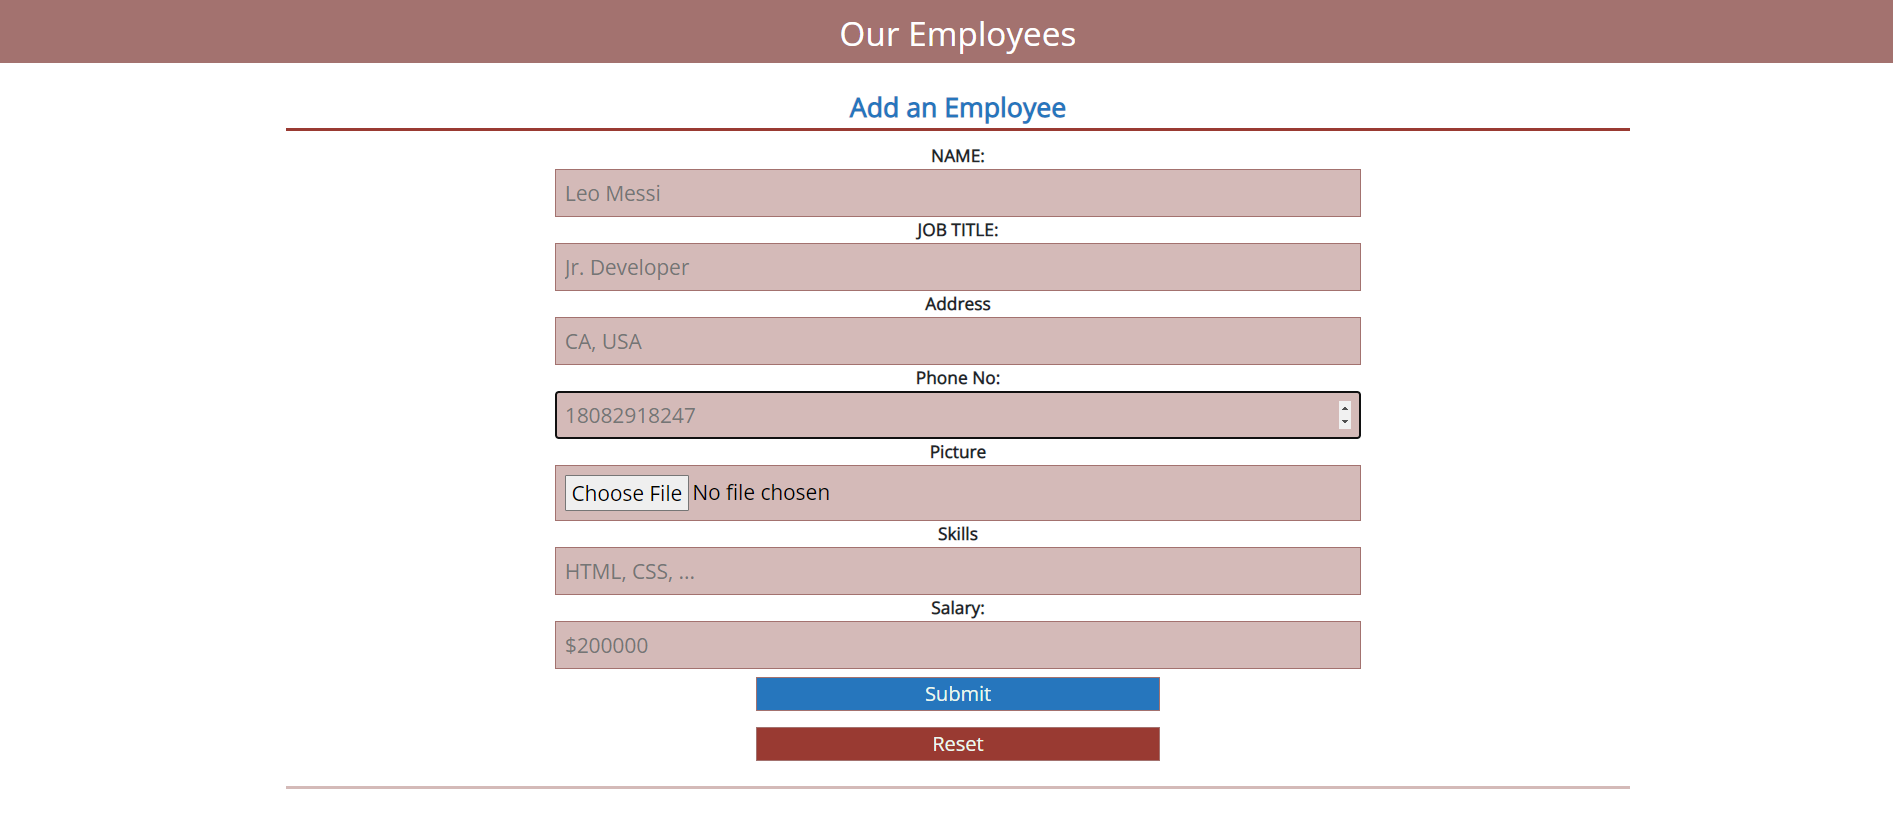 Our Employees
Add an Employee
NAME:
Leo Messi
JOB TITLE:
Jr. Developer
Address
CA, USA
Phone No:
18082918247
Picture
Choose File No file chosen
Skills
HTML, CSS, ...
Salary:
$200000
Submit
Reset